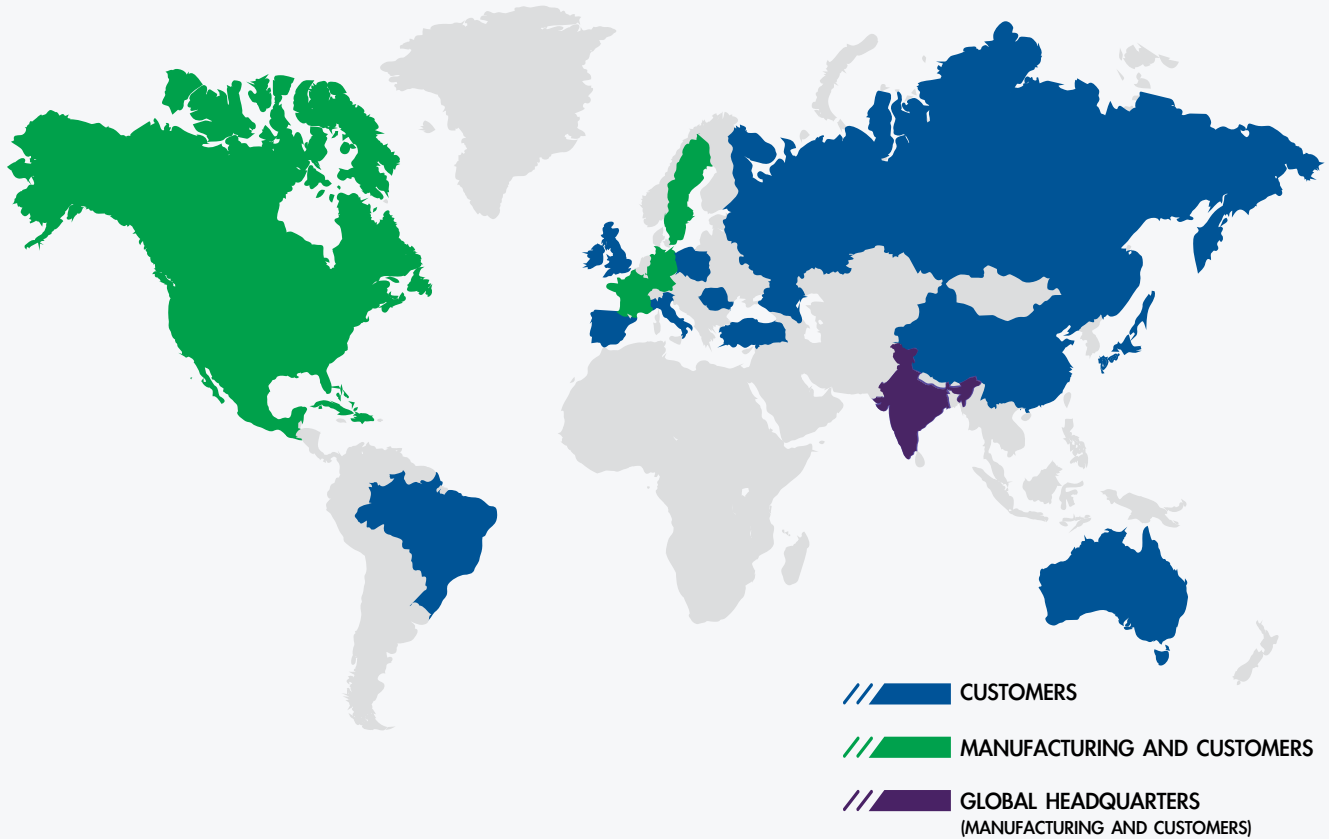 CUSTOMERS
MANUFACTURING AND CUSTOMERS
GLOBAL HEADQUARTERS
(MANUFACTURING AND CUSTOMERS)